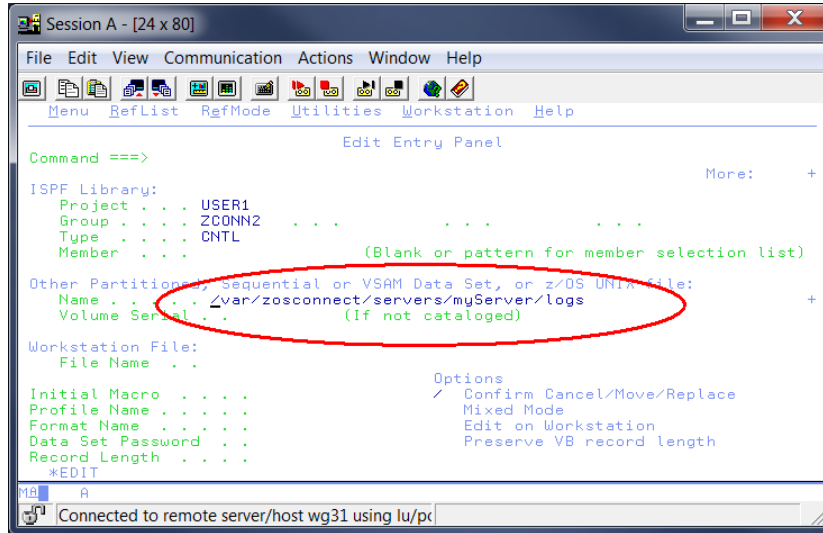 Session A - [24 x 80]
File Edit View Communication Actions Window Help
Menu RefList RefMode Utilities Workstation Help
Edit Entry Panel
Command ===>
More: +
ISPF Library:
Project . . . USER1
Group . . . . ZCONN2 . . . . . . . . .
Type . . . . CNTL
Member . . . (Blank or pattern for member selection list)
Other Partitioned, Sequential or VSAM Data Set, or z/OS UNIX file:
Name . . . . . /var/zosconnect/servers/myServer/logs +
Volume Serial . . (If not cataloged)
Workstation File:
File Name . .
Options
Initial Macro . . . . / Confirm Cancel/Move/Replace
Profile Name . . . . . Mixed Mode
Format Name . . . . . Edit on Workstation
Data Set Password . . Preserve VB record length
Record Length . . . .
*EDIT
MA A
Connected to remote server/host wg31 using lu/po